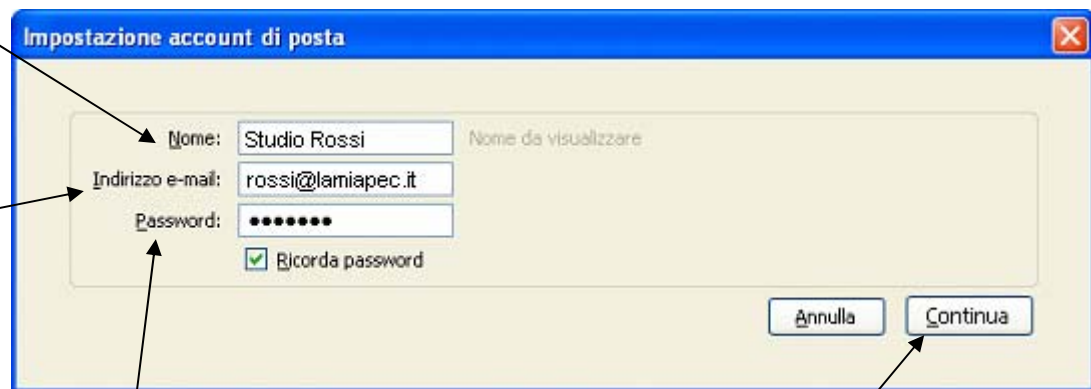 Impostazione account di posta
Nome: Studio Rossi Nome da visualizzare
Indirizzo e-mail: rossi@lamiapec.it
Password: •••••••
Ricorda password
Annulla Continua